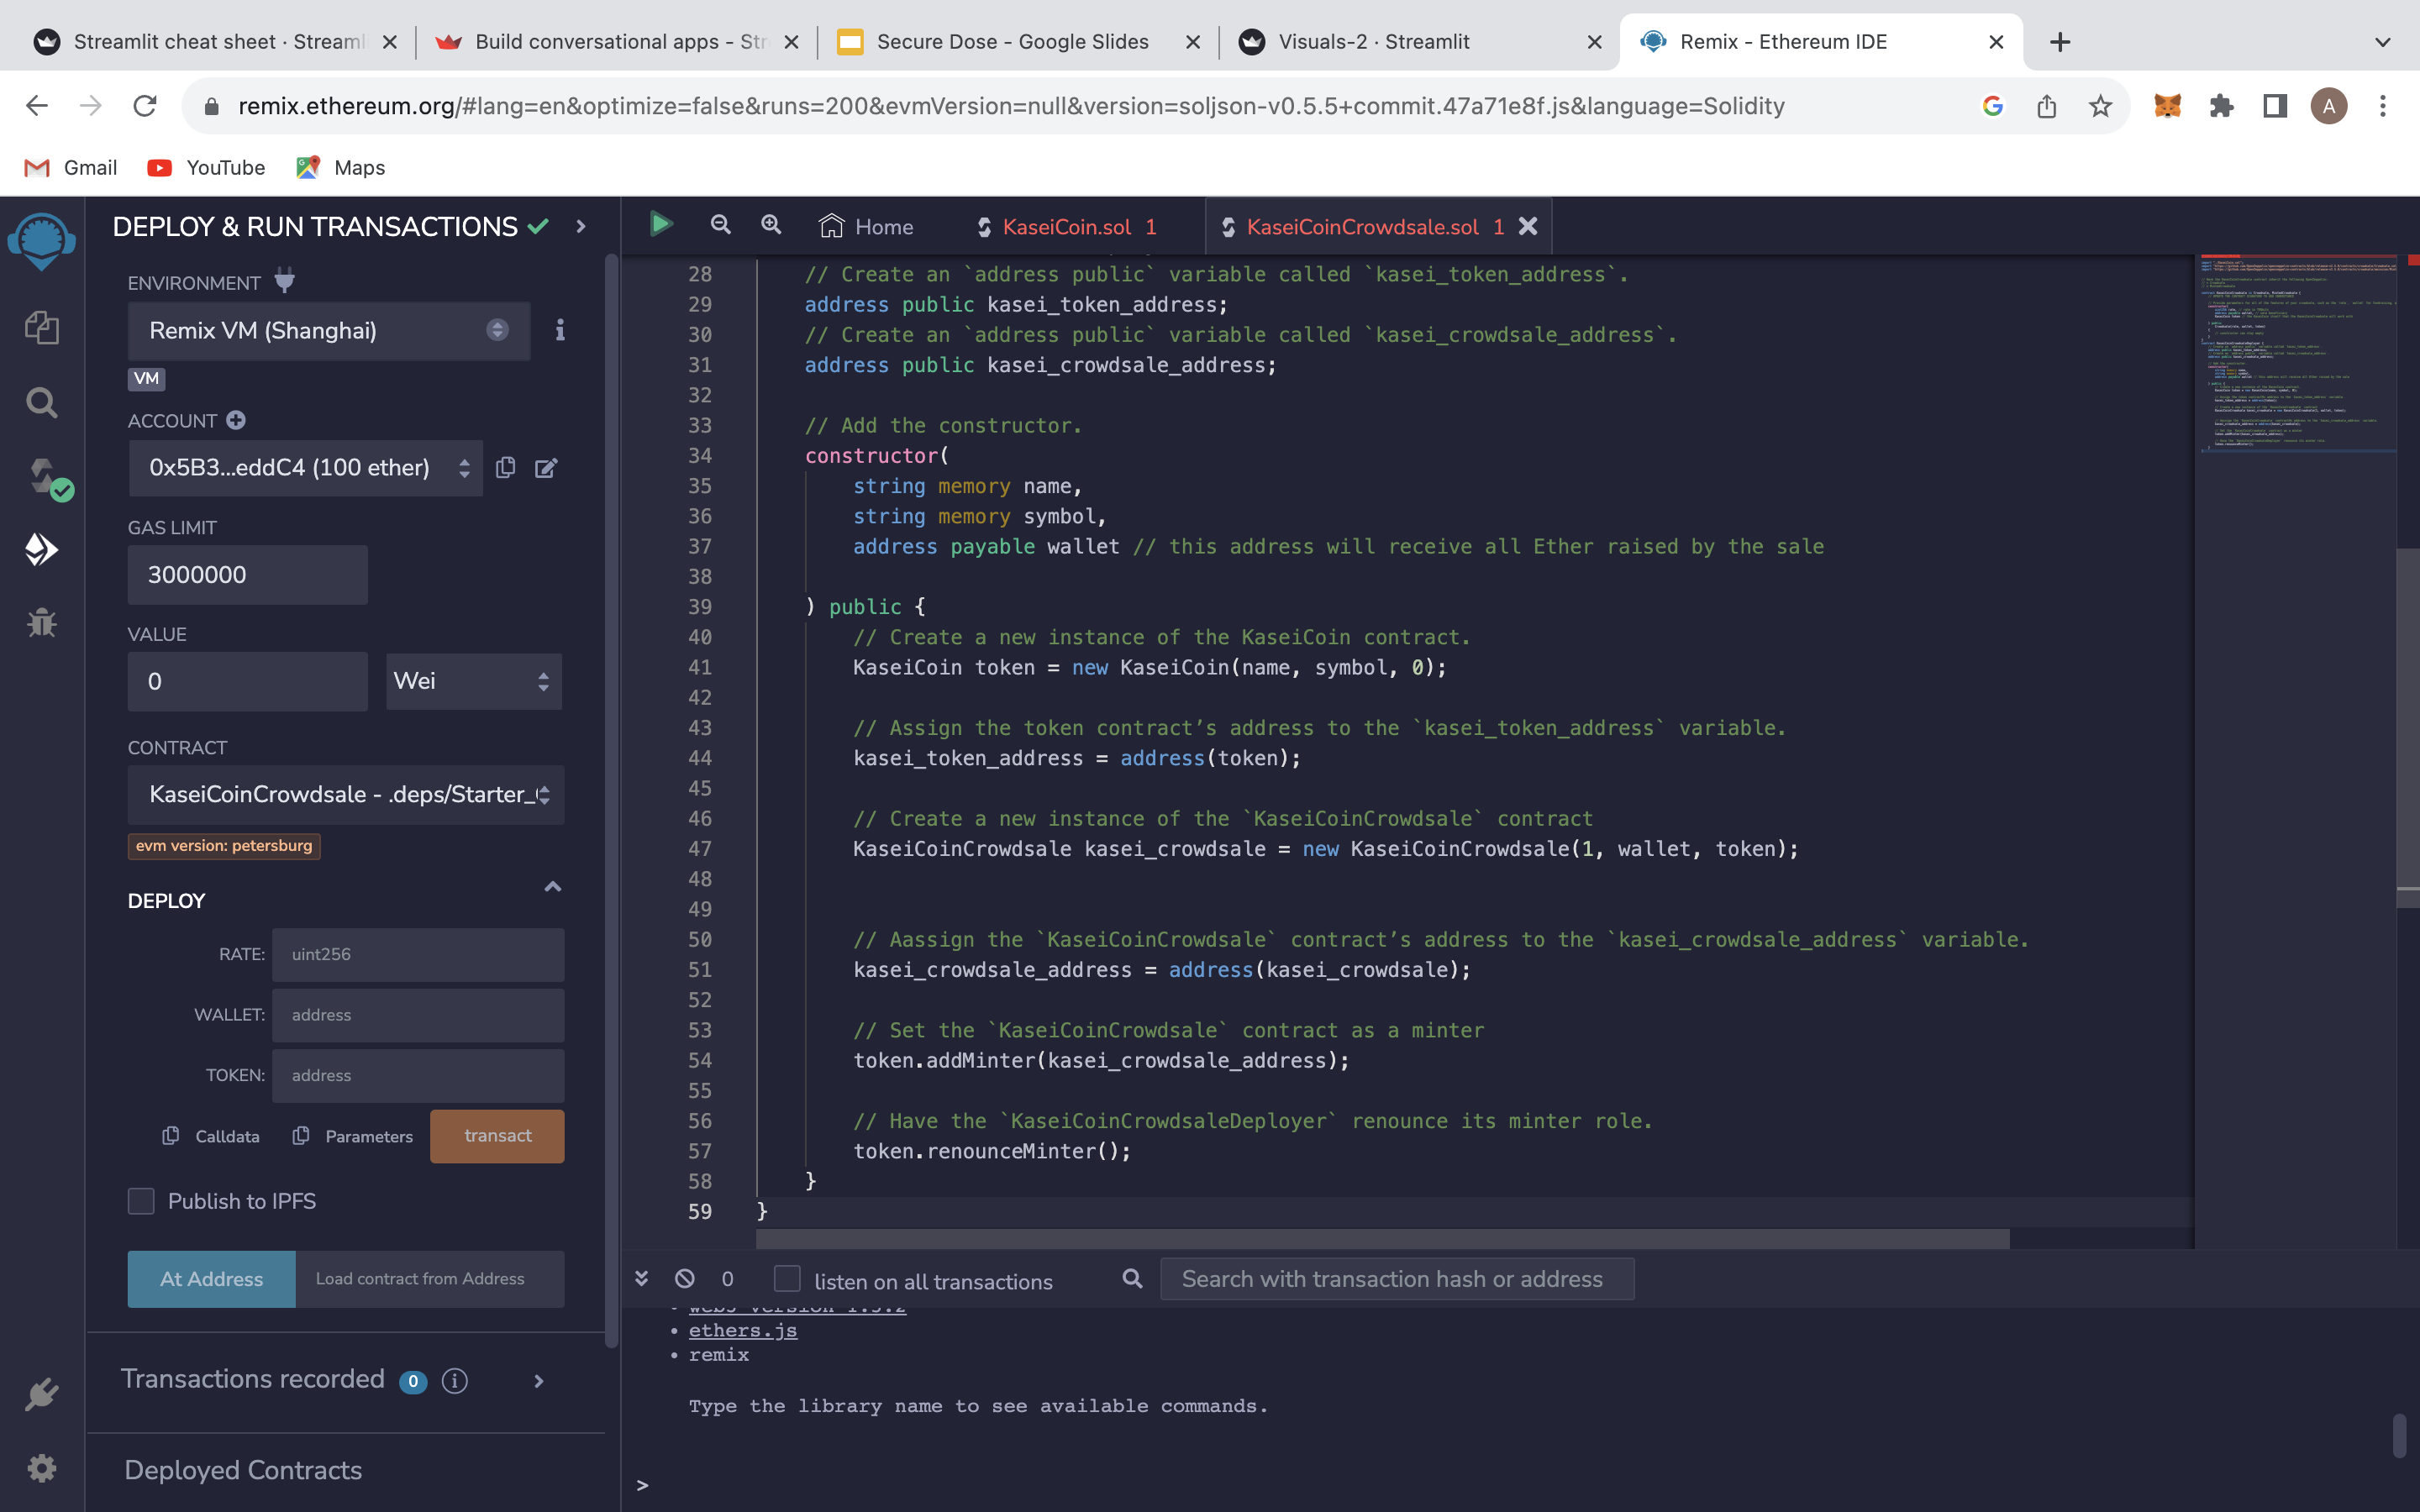 Streamlit cheat sheet · Streaml
Build conversational apps - Str
Secure Dose - Google Slides
Visuals-2 · Streamlit
Remix - Ethereum IDE
remix.ethereum.org/#lang=en&optimize=false&runs=200&evmVersion=null&version=soljson-v0.5.5+commit.47a71e8f.js&language=Solidity
A
Gmail
YouTube
Maps
DEPLOY & RUN TRANSACTIONS
ENVIRONMENT
Remix VM (Shanghai)
VM
ACCOUNT
0x5B3...eddC4 (100 ether)
GAS LIMIT
3000000
VALUE
0
Wei
CONTRACT
KaseiCoinCrowdsale - .deps/Starter_
evm version: petersburg
DEPLOY
RATE: uint256
WALLET: address
TOKEN: address
Calldata Parameters transact
Publish to IPFS
At Address Load contract from Address
Transactions recorded 0 i
Deployed Contracts
Home
KaseiCoin.sol 1
KaseiCoinCrowdsale.sol 1
28 // Create an `address public` variable called `kasei_token_address`.
29 address public kasei_token_address;
30 // Create an `address public` variable called `kasei_crowdsale_address`.
31 address public kasei_crowdsale_address;
32
33 // Add the constructor.
34 constructor(
35 string memory name,
36 string memory symbol,
37 address payable wallet // this address will receive all Ether raised by the sale
38
39 ) public {
40 // Create a new instance of the KaseiCoin contract.
41 KaseiCoin token = new KaseiCoin(name, symbol, 0);
42
43 // Assign the token contract’s address to the `kasei_token_address` variable.
44 kasei_token_address = address(token);
45
46 // Create a new instance of the `KaseiCoinCrowdsale` contract
47 KaseiCoinCrowdsale kasei_crowdsale = new KaseiCoinCrowdsale(1, wallet, token);
48
49
50 // Aassign the `KaseiCoinCrowdsale` contract’s address to the `kasei_crowdsale_address` variable.
51 kasei_crowdsale_address = address(kasei_crowdsale);
52
53 // Set the `KaseiCoinCrowdsale` contract as a minter
54 token.addMinter(kasei_crowdsale_address);
55
56 // Have the `KaseiCoinCrowdsaleDeployer` renounce its minter role.
57 token.renounceMinter();
58 }
59 }
0
listen on all transactions
Search with transaction hash or address
• ethers.js
• remix
Type the library name to see available commands.
>